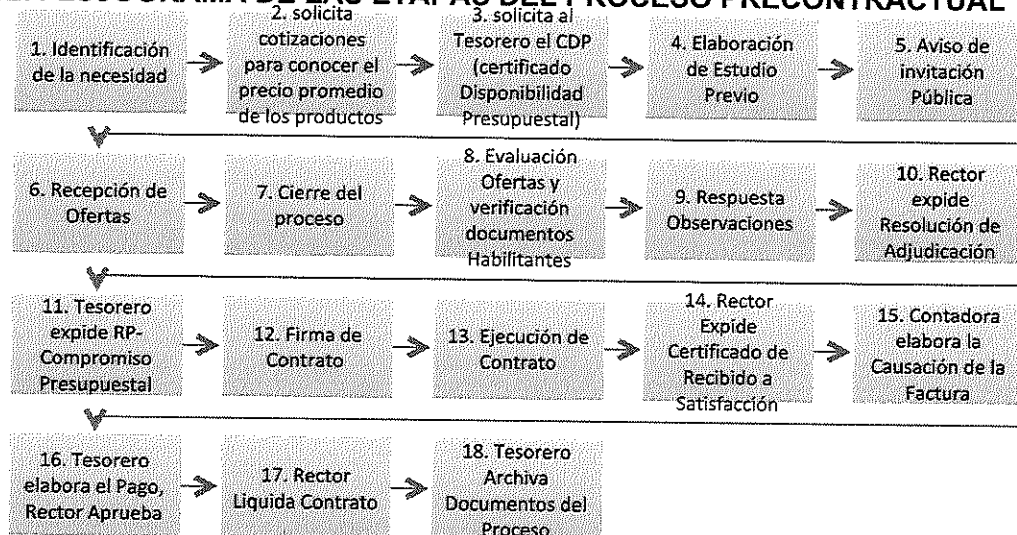 DE LAS ETAPAS DEL PROCESO PRECONTRACTUAL
1. Identificación
de la necesidad
2. solicita
cotizaciones
para conocer el
precio promedio
de los productos
3. solicita al
Tesorero el CDP
(certificado
Disponibilidad
Presupuestal)
4. Elaboración
de Estudio
Previo
5. Aviso de
invitación
Pública
6. Recepción de
Ofertas
7. Cierre del
proceso
8. Evaluación
Ofertas y
verificación
documentos
Habilitantes
9. Respuesta
Observaciones
10. Rector
expide
Resolución de
Adjudicación
11. Tesorero
expide RP-
Compromiso
Presupuestal
12. Firma de
Contrato
13. Ejecución de
Contrato
14. Rector
Expide
Certificado de
Recibido a
Satisfacción
15. Contadora
elabora la
Causación de la
Factura
16. Tesorero
elabora el Pago,
Rector Aprueba
17. Rector
Liquida Contrato
18. Tesorero
Archiva
Documentos del
Proceso